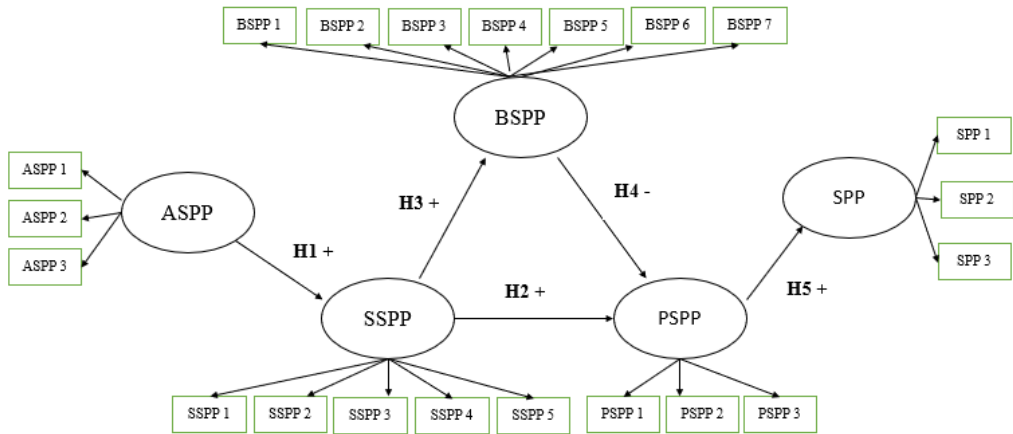 BSPP 1
BSPP 2
BSPP 3
BSPP 4
BSPP 5
BSPP 6
BSPP 7
BSPP
SPP 1
SPP 2
SPP 3
SPP
ASPP 1
ASPP 2
ASPP 3
ASPP
H3 +
H4 -
H1 +
H2 +
H5 +
SSPP
PSPP
SSPP 1
SSPP 2
SSPP 3
SSPP 4
SSPP 5
PSPP 1
PSPP 2
PSPP 3